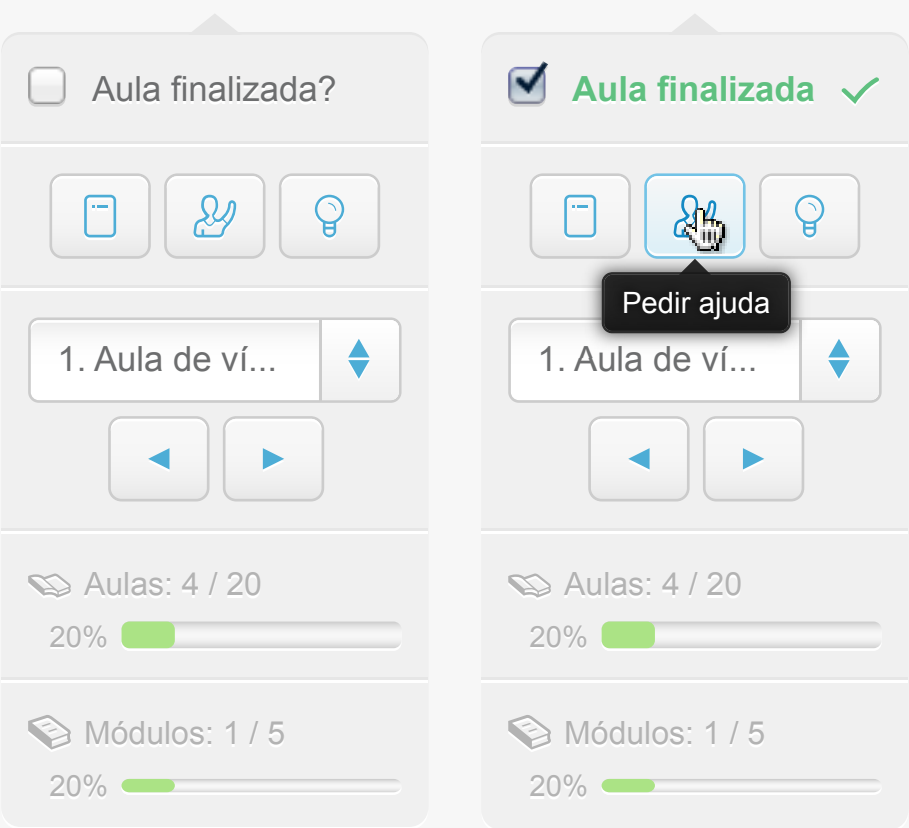 Aula finalizada?
1. Aula de ví...
Aulas: 4 / 20
20%
Módulos: 1 / 5
20%
Aula finalizada
Pedir ajuda
1. Aula de ví...
Aulas: 4 / 20
20%
Módulos: 1 / 5
20%